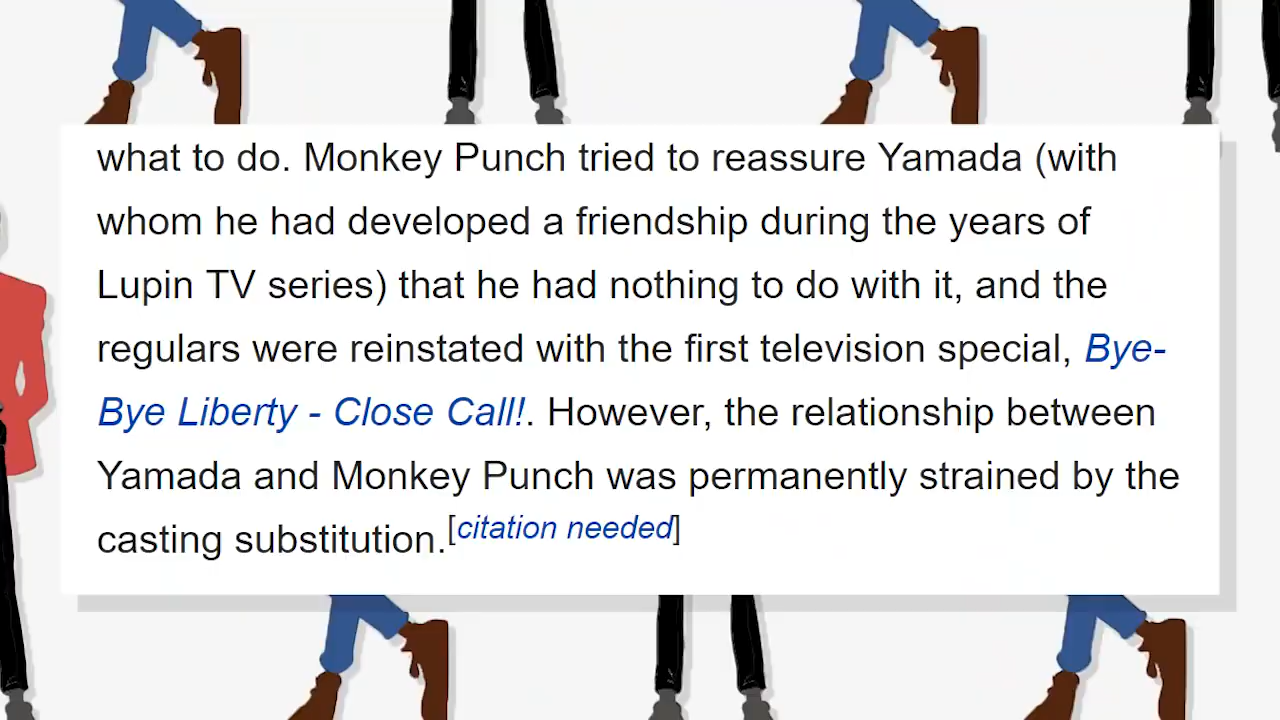 what to do. Monkey Punch tried to reassure Yamada (with
whom he had developed a friendship during the years of
Lupin TV series) that he had nothing to do with it, and the
regulars were reinstated with the first television special, Bye-
Bye Liberty - Close Call!. However, the relationship between
Yamada and Monkey Punch was permanently strained by the
casting substitution.[citation needed]